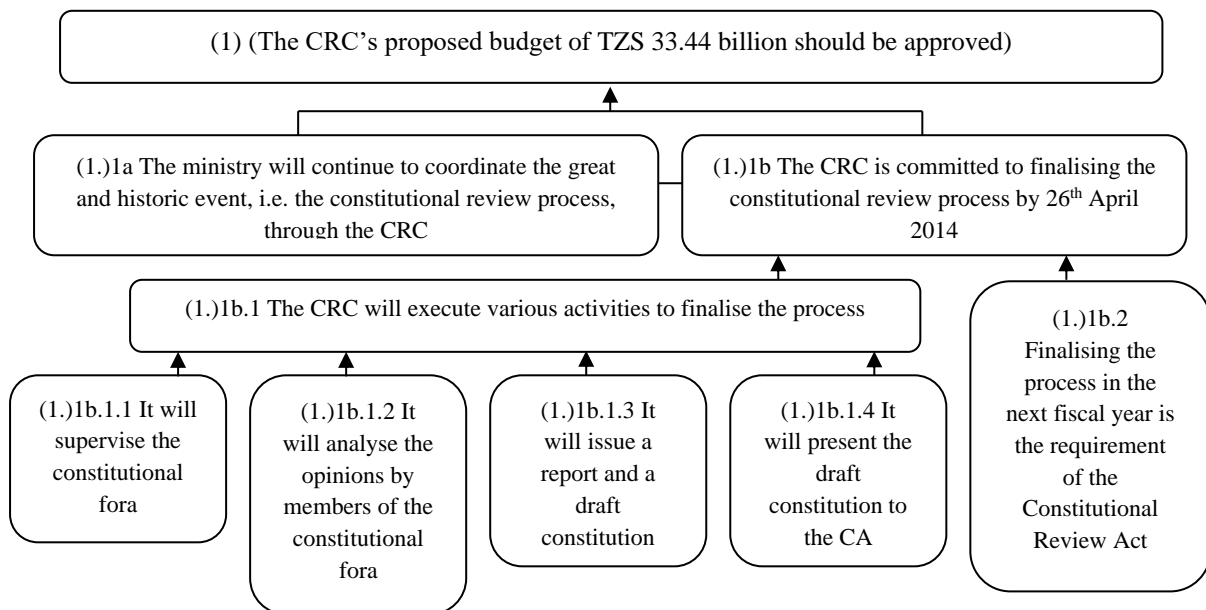 (1) (The CRC’s proposed budget of TZS 33.44 billion should be approved)
(1.)1a The ministry will continue to coordinate the great
and historic event, i.e. the constitutional review process,
through the CRC
(1.)1b The CRC is committed to finalising the
constitutional review process by 26th April
2014
(1.)1b.1 The CRC will execute various activities to finalise the process
(1.)1b.2
Finalising the
process in the
next fiscal year is
the requirement
of the
Constitutional
Review Act
(1.)1b.1.1 It will
supervise the
constitutional
fora
(1.)1b.1.2 It
will analyse the
opinions by
members of the
constitutional
fora
(1.)1b.1.3 It
will issue a
report and a
draft
constitution
(1.)1b.1.4 It
will present the
draft
constitution to
the CA